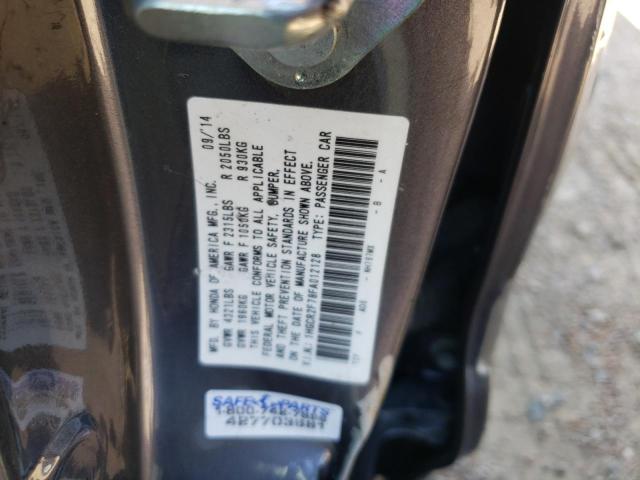 MFD. BY HONDA OF AMERICA MFG., INC. 09/14
GVWR 4321LBS GAWR F 2315LBS R 2050LBS
GVWR 1960KG GAWR F 1050KG R 930KG
THIS VEHICLE CONFORMS TO ALL APPLICABLE
FEDERAL MOTOR VEHICLE SAFETY, BUMPER,
AND THEFT PREVENTION STANDARDS IN EFFECT
ON THE DATE OF MANUFACTURE SHOWN ABOVE.
V.I.N.: 1HGCR2F78FA012128 TYPE: PASSENGER CAR
ADS - B - A
SAFE PARTS